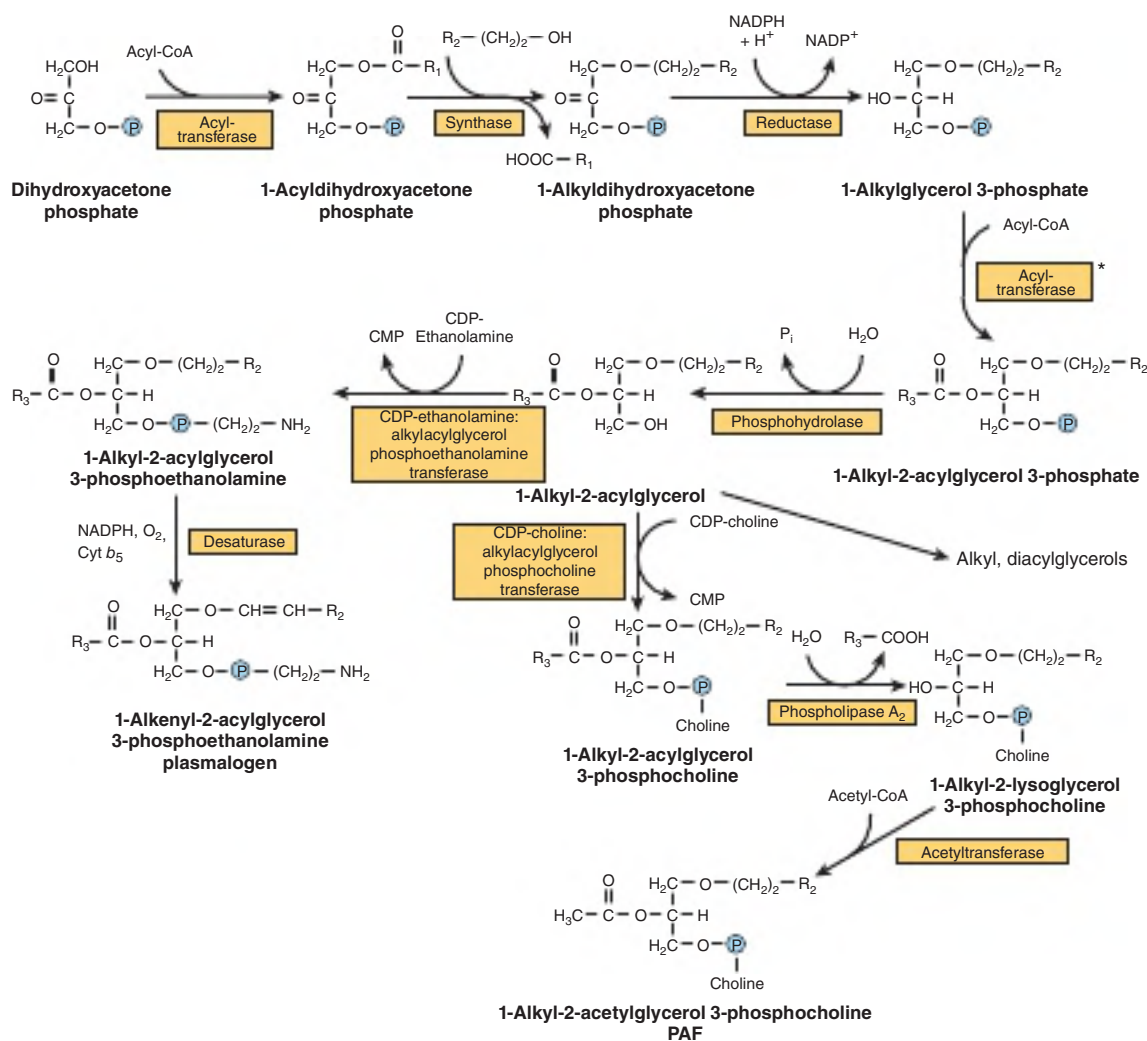 Acyl-CoA
H₂COH
O=C
H₂C—O—P
Acyl-
transferase
Dihydroxyacetone
phosphate
O
H₂C—O—C—R₁
O=C
H₂C—O—P
1-Acyldihydroxyacetone
phosphate
R₂—(CH₂)₂—OH
Synthase
HOOC—R₁
H₂C—O—(CH₂)₂—R₂
O=C
H₂C—O—P
1-Alkyldihydroxyacetone
phosphate
NADPH
+ H⁺
NADP⁺
Reductase
H₂C—O—(CH₂)₂—R₂
HO—C—H
H₂C—O—P
1-Alkylglycerol 3-phosphate
Acyl-CoA
Acyl-
transferase
*
O
H₂C—O—(CH₂)₂—R₂
R₃—C—O—C—H
H₂C—O—P
1-Alkyl-2-acylglycerol 3-phosphate
H₂O
Pᵢ
Phosphohydrolase
O
H₂C—O—(CH₂)₂—R₂
R₃—C—O—C—H
H₂C—OH
1-Alkyl-2-acylglycerol
CDP-
Ethanolamine
CMP
CDP-ethanolamine:
alkylacylglycerol
phosphoethanolamine
transferase
O
H₂C—O—(CH₂)₂—R₂
R₃—C—O—C—H
H₂C—O—P—(CH₂)₂—NH₂
1-Alkyl-2-acylglycerol
3-phosphoethanolamine
NADPH, O₂,
Cyt b₅
Desaturase
O
H₂C—O—CH=CH—R₂
R₃—C—O—C—H
H₂C—O—P—(CH₂)₂—NH₂
1-Alkenyl-2-acylglycerol
3-phosphoethanolamine
plasmalogen
CDP-choline:
alkylacylglycerol
phosphocholine
transferase
CDP-choline
CMP
Alkyl, diacylglycerols
O
H₂C—O—(CH₂)₂—R₂
R₃—C—O—C—H
H₂C—O—P
Choline
1-Alkyl-2-acylglycerol
3-phosphocholine
H₂O
R₃—COOH
Phospholipase A₂
H₂C—O—(CH₂)₂—R₂
HO—C—H
H₂C—O—P
Choline
1-Alkyl-2-lysoglycerol
3-phosphocholine
Acetyl-CoA
Acetyltransferase
O
H₂C—O—(CH₂)₂—R₂
H₃C—C—O—C—H
H₂C—O—P
Choline
1-Alkyl-2-acetylglycerol 3-phosphocholine
PAF